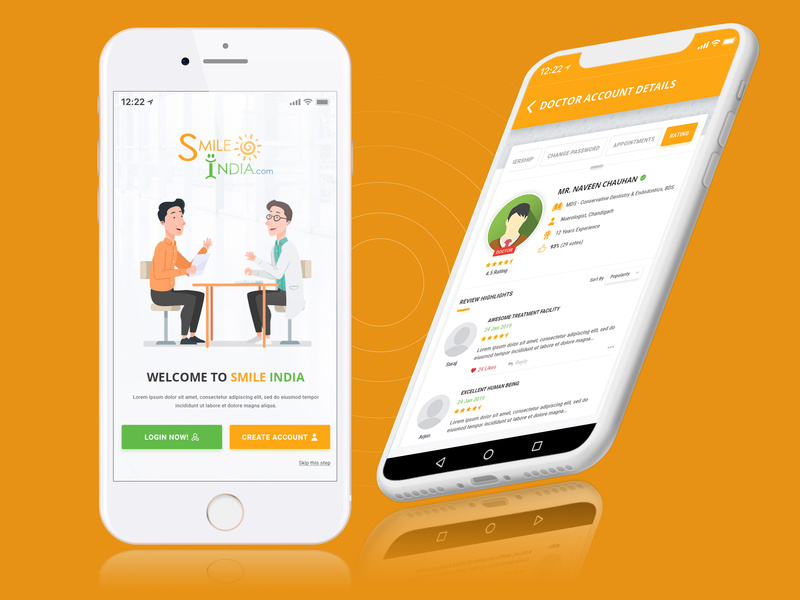 12:22
SMILE
INDIA.com
WELCOME TO SMILE INDIA
Lorem ipsum dolor sit amet, consectetur adipiscing elit, sed do eiusmod tempor
incididunt ut labore et dolore magna aliqua.
LOGIN NOW!
CREATE ACCOUNT
Skip this step
12:22
DOCTOR ACCOUNT DETAILS
ERSHIP
CHANGE PASSWORD
APPOINTMENTS
RATING
MR. NAVEEN CHAUHAN
MDS - Conservative Dentistry & Endodontics, BDS
Nuerologist, Chandigarh
12 Years Experience
93% (29 votes)
DOCTOR
4.5 Rating
Sort By Popularity
REVIEW HIGHLIGHTS
AWESOME TREATMENT FACILITY
24 Jan 2019
Lorem ipsum dolor sit amet, consectetur adipiscing elit, sed do eiusmod
tempor incididunt ut labore et dolore magna...
Suraj
24 Likes
Reply
EXCELLENT HUMAN BEING
24 Jan 2019
Lorem ipsum dolor sit amet, consectetur adipiscing elit, sed do eiusmod
tempor incididunt ut labore et dolore magna...
Arjun